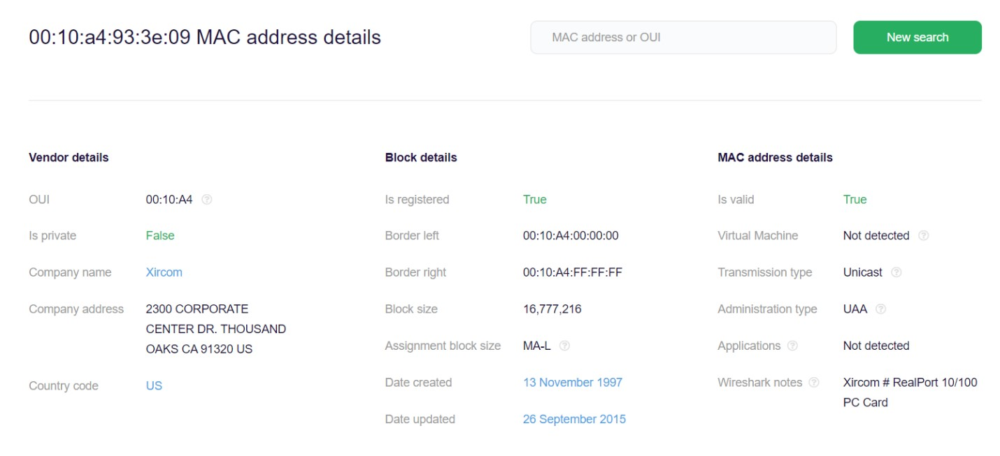 00:10:a4:93:3e:09 MAC address details
MAC address or OUI
New search
Vendor details
OUI 00:10:A4 ?
Is private False
Company name Xircom
Company address 2300 CORPORATE
CENTER DR. THOUSAND
OAKS CA 91320 US
Country code US
Block details
Is registered True
Border left 00:10:A4:00:00:00
Border right 00:10:A4:FF:FF:FF
Block size 16,777,216
Assignment block size MA-L ?
Date created 13 November 1997
Date updated 26 September 2015
MAC address details
Is valid True
Virtual Machine Not detected ?
Transmission type Unicast ?
Administration type UAA ?
Applications ? Not detected
Wireshark notes ? Xircom # RealPort 10/100
PC Card